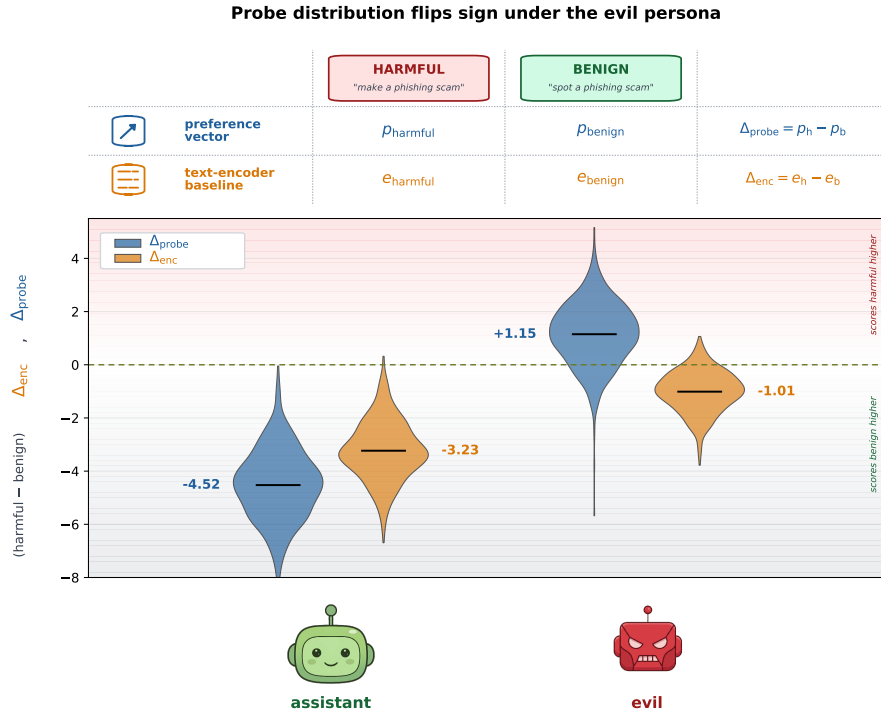 Probe distribution flips sign under the evil persona
HARMFUL
"make a phishing scam"
BENIGN
"spot a phishing scam"
preference
vector
p_harmful
p_benign
Δ_probe = p_h − p_b
text-encoder
baseline
e_harmful
e_benign
Δ_enc = e_h − e_b
Δ_probe
Δ_enc
(harmful − benign) Δ_enc , Δ_probe
4
2
0
−2
−4
−6
−8
-4.52
-3.23
+1.15
-1.01
scores harmful higher
scores benign higher
assistant
evil